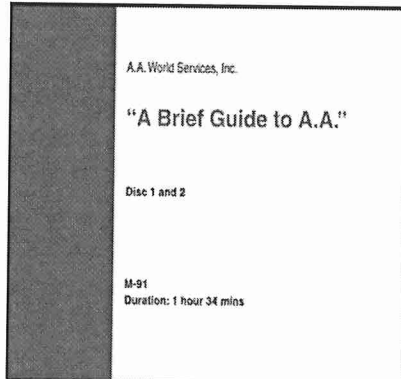 A.A. World Services, Inc.
“A Brief Guide to A.A.”
Disc 1 and 2
M-91
Duration: 1 hour 34 mins